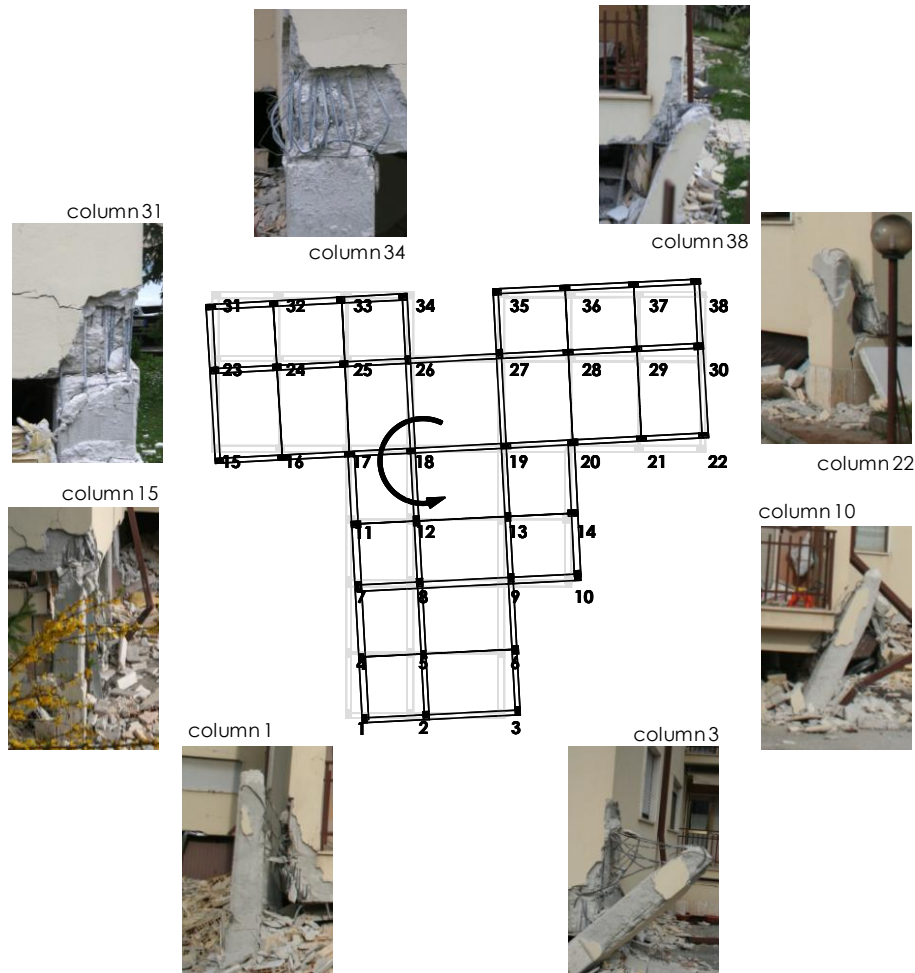 column 34
column 38
column 31
31 32 33 34 35 36 37 38
23 24 25 26 27 28 29 30
15 16 17 18 19 20 21 22
column 22
column 15
column 10
11 12 13 14
7 8 9 10
4 5 6
1 2 3
column 1
column 3